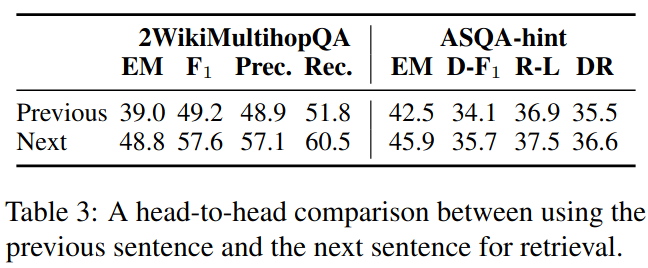 2WikiMultihopQA ASQA-hint
EM F1 Prec. Rec. EM D-F1 R-L DR
Previous 39.0 49.2 48.9 51.8 42.5 34.1 36.9 35.5
Next 48.8 57.6 57.1 60.5 45.9 35.7 37.5 36.6
Table 3: A head-to-head comparison between using the
previous sentence and the next sentence for retrieval.